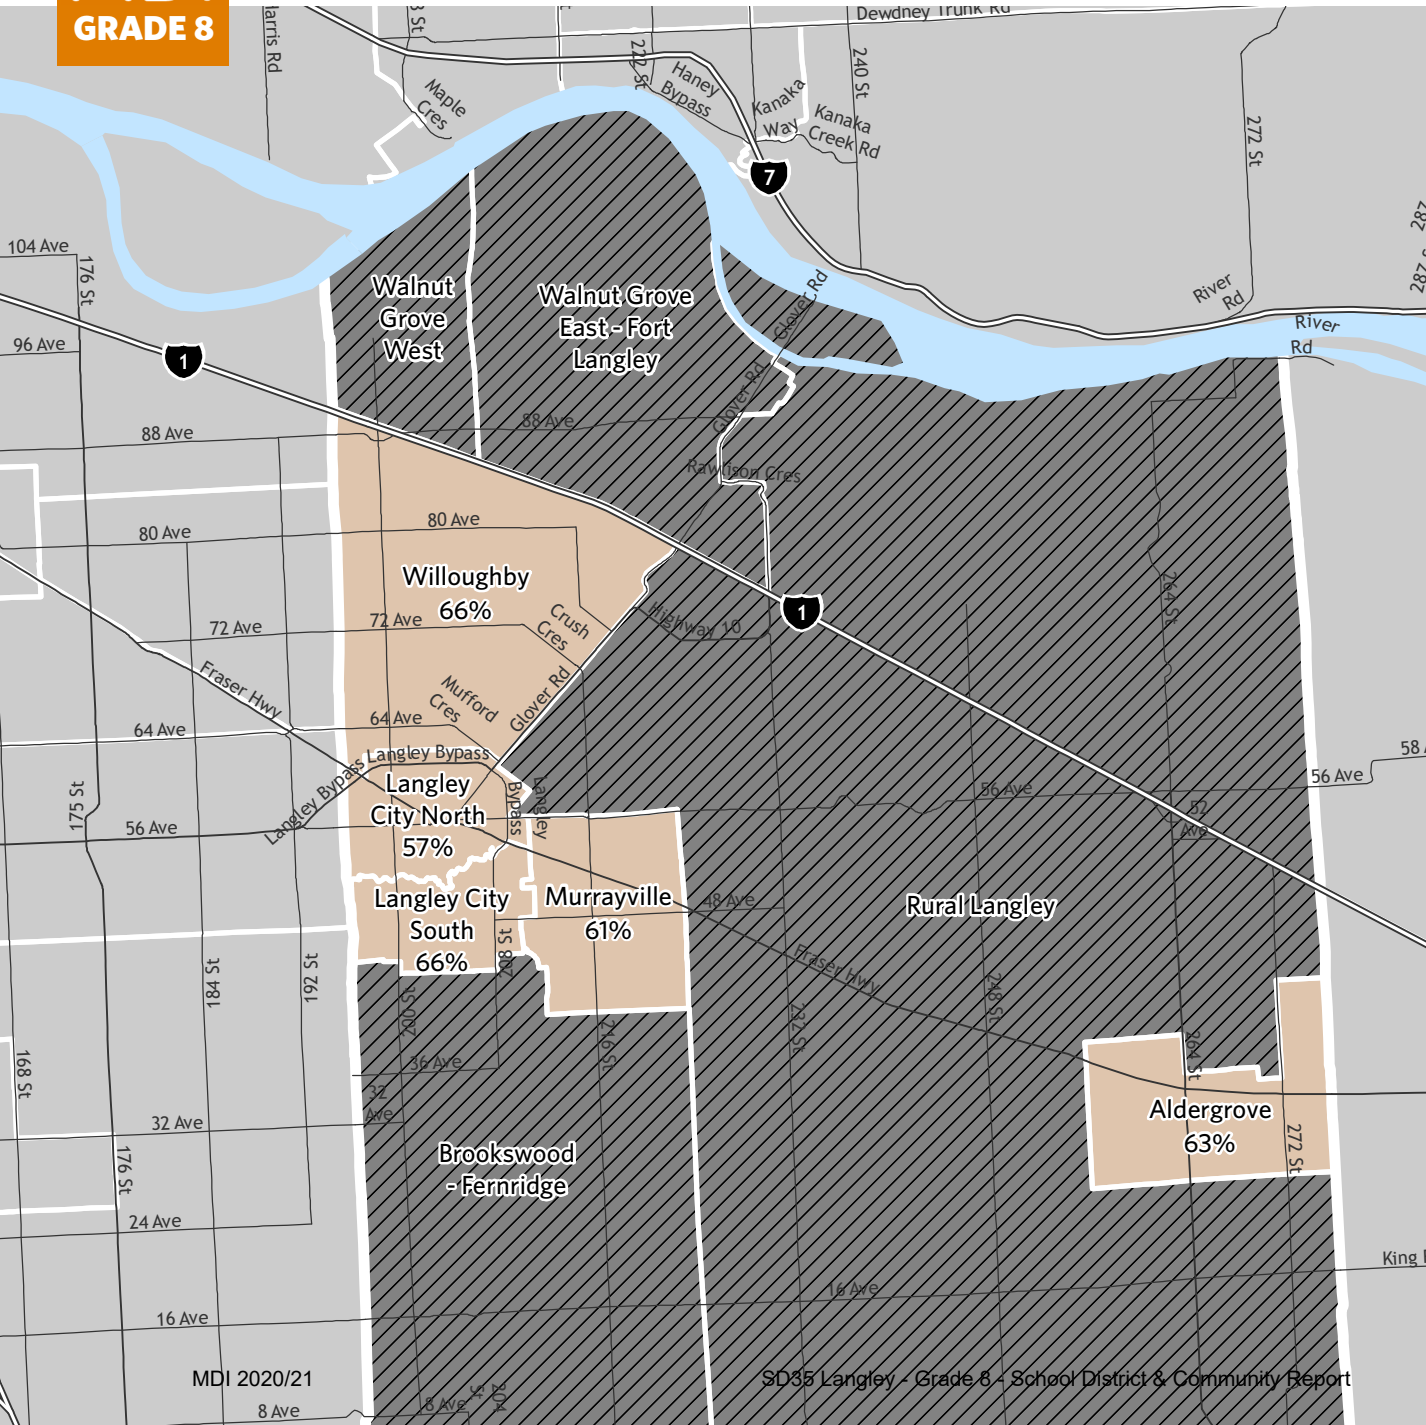 GRADE 8
Harris Rd
Dewdney Trunk Rd
222 St
Haney
Bypass
240 St
Maple
Cres
Kanaka
Way
Kanaka
Creek Rd
272 St
7
104 Ave
176 St
Walnut
Grove
West
Walnut Grove
East - Fort
Langley
Glover Rd
River
Rd
River
Rd
96 Ave
1
Glover Rd
88 Ave
88 Ave
Rawlison Cres
80 Ave
80 Ave
Willoughby
66%
1
264 St
72 Ave
72 Ave
Crush
Cres
Highway 10
Fraser Hwy
Mufford
Cres
Glover Rd
64 Ave
64 Ave
Langley Bypass
Langley Bypass
Langley
Bypass
Langley
City North
57%
175 St
56 Ave
56 Ave
56 Ave
58
52
Ave
Langley City
South
66%
Murrayville
61%
48 Ave
Rural Langley
208 St
Fraser Hwy
184 St
192 St
200 St
216 St
232 St
248 St
264 St
168 St
36 Ave
32
Ave
32 Ave
Aldergrove
63%
272 St
176 St
Brookswood
- Fernridge
24 Ave
King
16 Ave
16 Ave
MDI 2020/21
SD35 Langley - Grade 8 - School District & Community Report
8 Ave
8 Ave
204
St